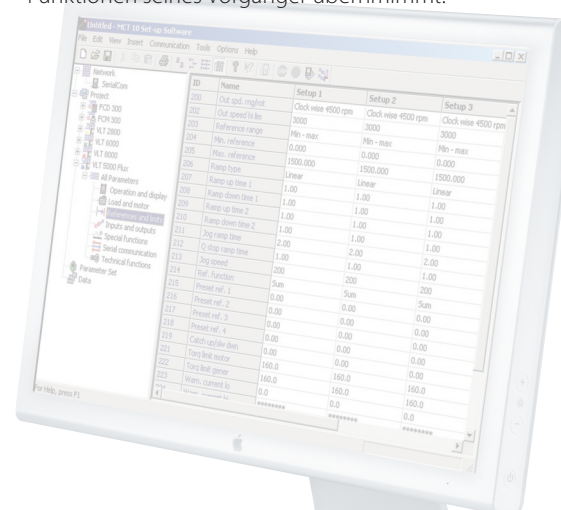 Funktionen seines Vorgänger übernimmt.
Untitled - MCT 10 Set-up Software
File Edit View Insert Communication Tools Options Help
Network
SerialCom
Project
FCD 300
FCM 300
VLT 2800
VLT 6000
VLT 8000
VLT 5000 Plus
All Parameters
Operation and display
Load and motor
References and limits
Inputs and outputs
Special functions
Serial communication
Technical functions
Parameter Set
Data
ID Name Setup 1 Setup 2 Setup 3
200 Out spd. rng/rot Clock wise 4500 rpm Clock wise 4500 rpm Clock wise 4500 rpm
202 Out speed hi lim 3000 3000 3000
203 Reference range Min - max Min - max Min - max
204 Min. reference 0.000 0.000 0.000
205 Max. reference 1500.000 1500.000 1500.000
206 Ramp type Linear Linear Linear
207 Ramp up time 1 1.00 1.00 1.00
208 Ramp down time 1 1.00 1.00 1.00
209 Ramp up time 2 1.00 1.00 1.00
210 Ramp down time 2 1.00 1.00 1.00
211 Jog ramp time 2.00 2.00 2.00
212 Q stop ramp time 1.00 1.00 1.00
213 Jog speed 200 200 200
214 Ref. function Sum Sum Sum
215 Preset ref. 1 0.00 0.00 0.00
216 Preset ref. 2 0.00 0.00 0.00
217 Preset ref. 3 0.00 0.00 0.00
218 Preset ref. 4 0.00 0.00 0.00
219 Catch up/slw dwn 0.00 0.00 0.00
221 Torq limit motor 160.0 160.0 160.0
222 Torq limit gener 160.0 160.0 160.0
223 Warn. current lo 0.0 0.0 0.0
******** ******** ********
For Help, press F1